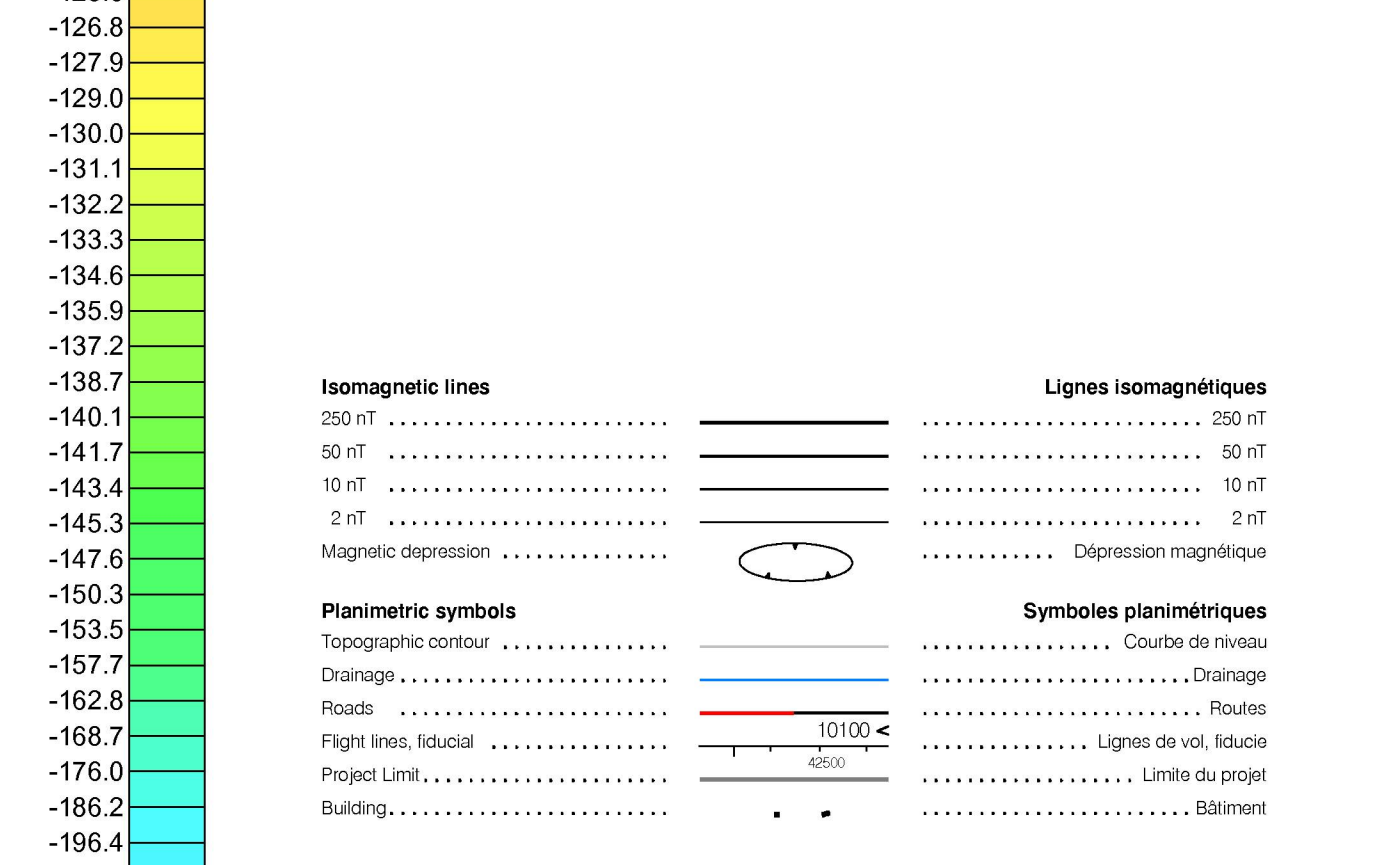 -126.8
-127.9
-129.0
-130.0
-131.1
-132.2
-133.3
-134.6
-135.9
-137.2
-138.7
-140.1
-141.7
-143.4
-145.3
-147.6
-150.3
-153.5
-157.7
-162.8
-168.7
-176.0
-186.2
-196.4
Isomagnetic lines Lignes isomagnétiques
250 nT ........................ ........................ 250 nT
50 nT ........................ ........................ 50 nT
10 nT ........................ ........................ 10 nT
2 nT ........................ ........................ 2 nT
Magnetic depression .............. ............ Dépression magnétique
Planimetric symbols Symboles planimétriques
Topographic contour .............. ................. Courbe de niveau
Drainage ....................... ....................... Drainage
Roads ....................... ........................ Routes
10100 <
Flight lines, fiducial ............... ............... Lignes de vol, fiducie
42500
Project Limit ..................... ................... Limite du projet
Building ........................ ........................ Bâtiment